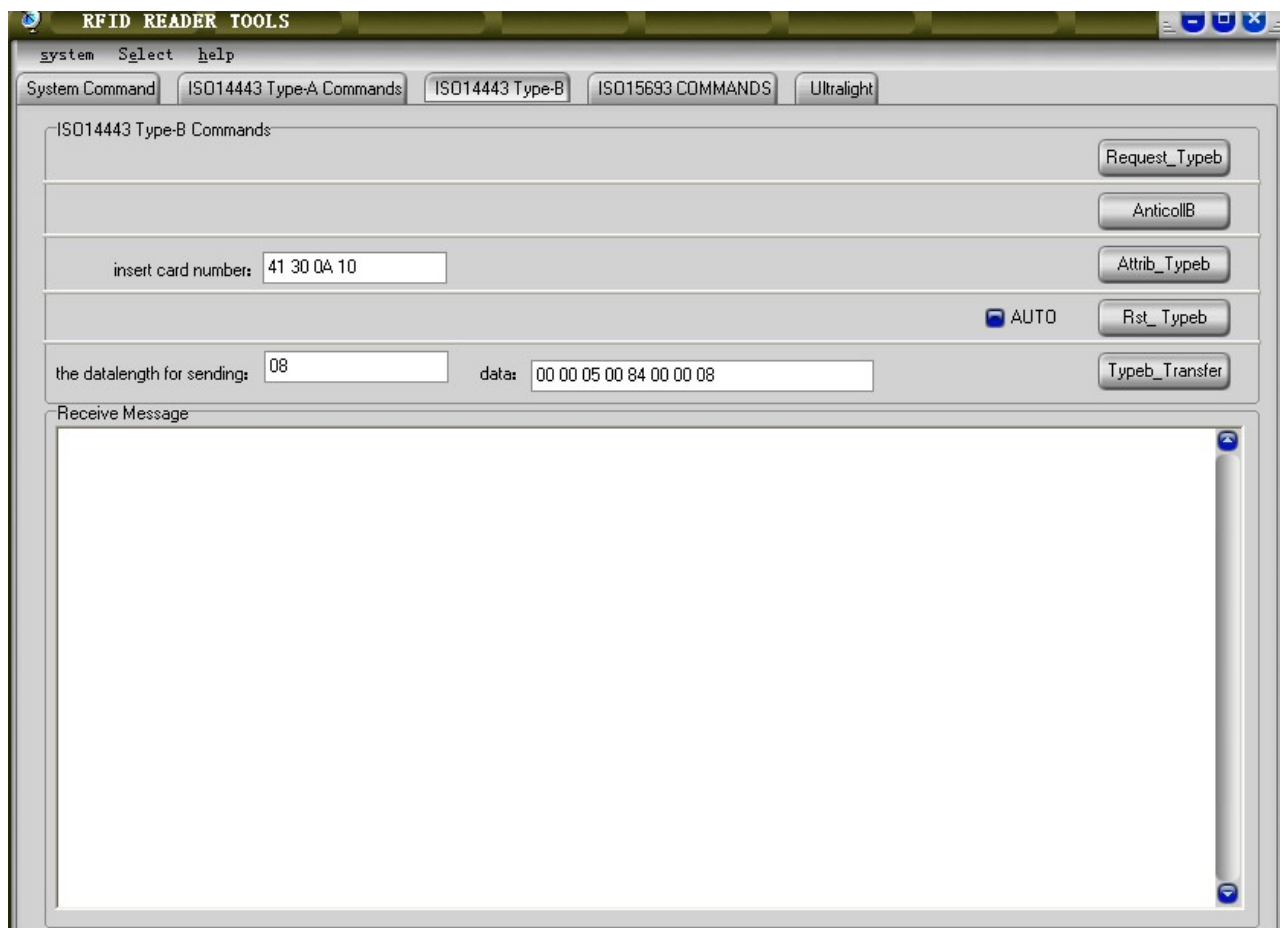 RFID READER TOOLS
system Select help
System Command ISO14443 Type-A Commands ISO14443 Type-B ISO15693 COMMANDS Ultralight
ISO14443 Type-B Commands
Request_Typeb
AnticollB
insert card number: 41 30 0A 10 Attrib_Typeb
AUTO Rst_ Typeb
the datalength for sending: 08 data: 00 00 05 00 84 00 00 08 Typeb_Transfer
Receive Message